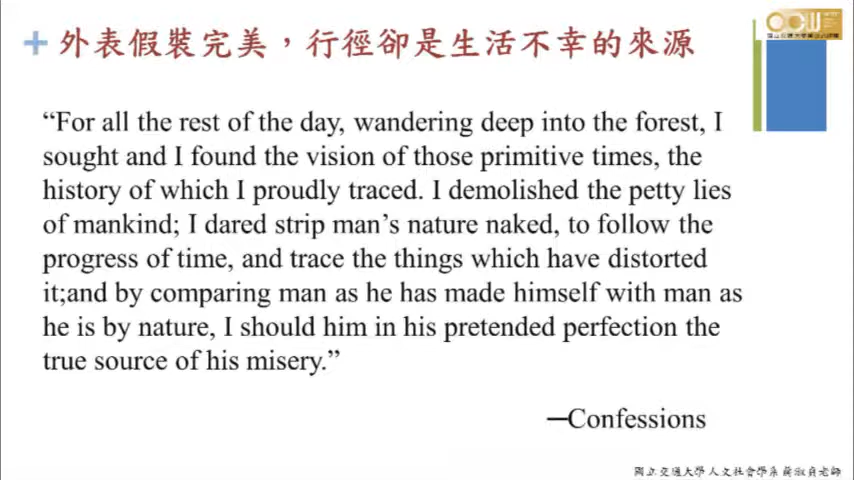 外表假裝完美，行徑卻是生活不幸的來源
“For all the rest of the day, wandering deep into the forest, I
sought and I found the vision of those primitive times, the
history of which I proudly traced. I demolished the petty lies
of mankind; I dared strip man’s nature naked, to follow the
progress of time, and trace the things which have distorted
it;and by comparing man as he has made himself with man as
he is by nature, I should him in his pretended perfection the
true source of his misery.”
─Confessions
國立交通大學人文社會學系 蔣淑貞老師